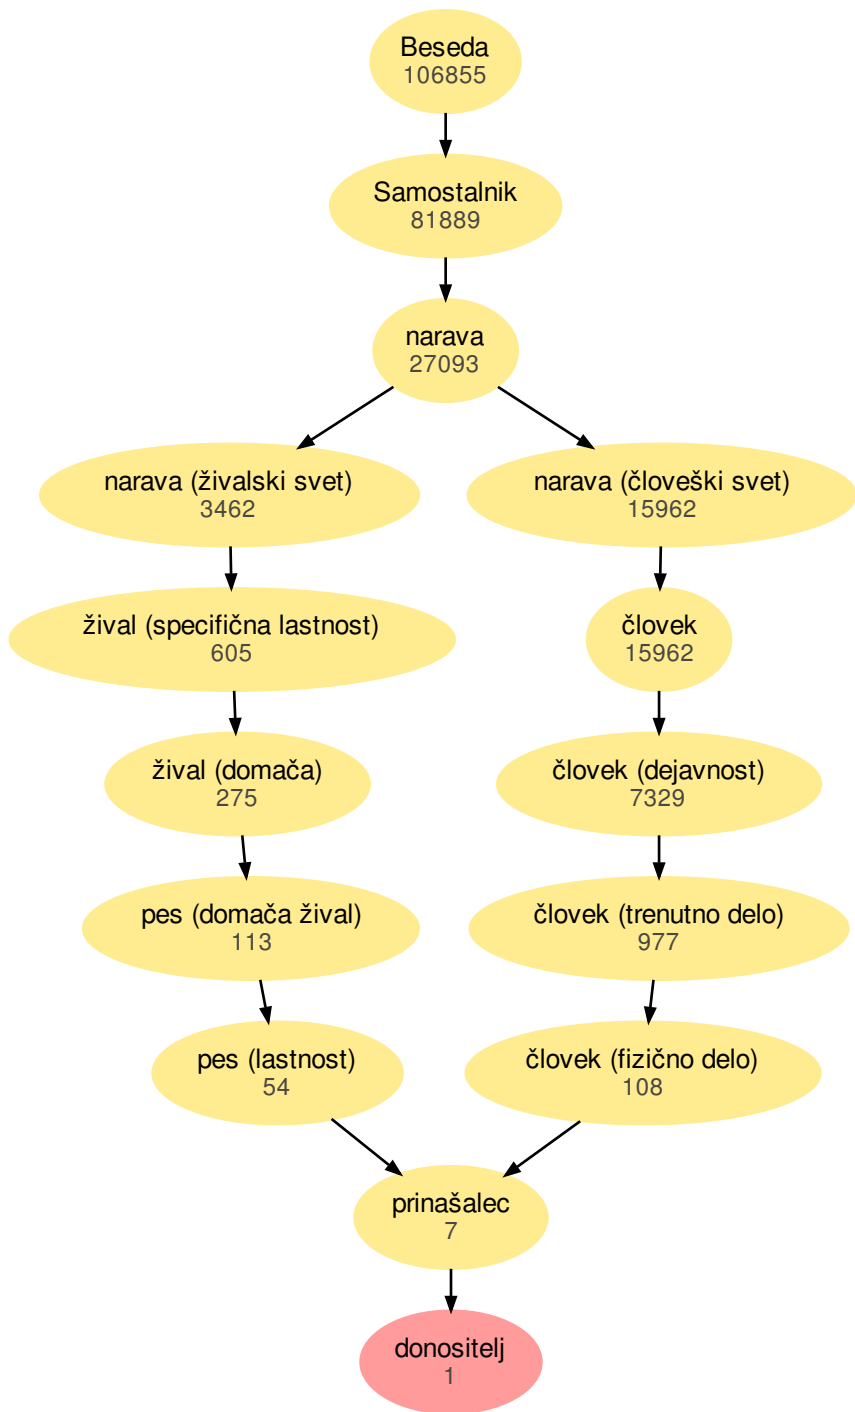 Beseda
106855
Samostalnik
81889
narava
27093
narava (živalski svet)
3462
narava (človeški svet)
15962
žival (specifična lastnost)
605
človek
15962
žival (domača)
275
človek (dejavnost)
7329
pes (domača žival)
113
človek (trenutno delo)
977
pes (lastnost)
54
človek (fizično delo)
108
prinašalec
7
donositelj
1